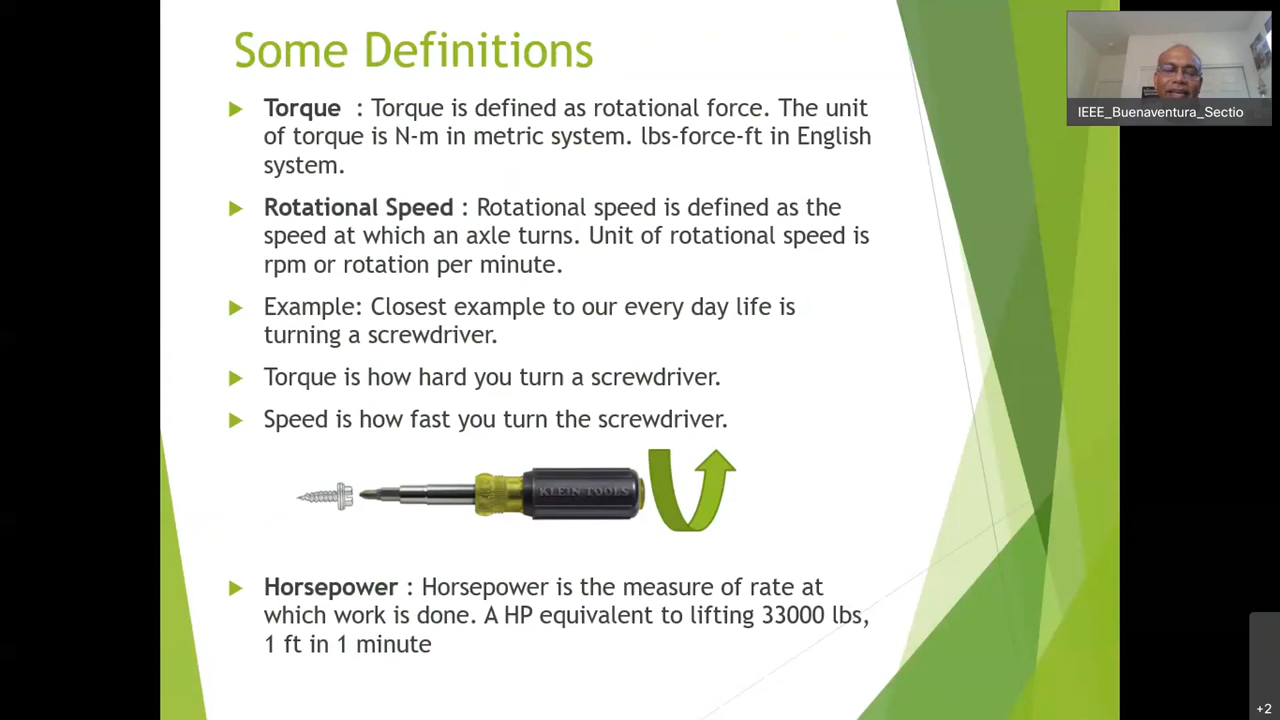 Some Definitions
Torque : Torque is defined as rotational force. The unit
of torque is N-m in metric system. lbs-force-ft in English
system.
Rotational Speed : Rotational speed is defined as the
speed at which an axle turns. Unit of rotational speed is
rpm or rotation per minute.
Example: Closest example to our every day life is
turning a screwdriver.
Torque is how hard you turn a screwdriver.
Speed is how fast you turn the screwdriver.
KLEIN TOOLS
Horsepower : Horsepower is the measure of rate at
which work is done. A HP equivalent to lifting 33000 lbs,
1 ft in 1 minute
IEEE_Buenaventura_Sectio
+2